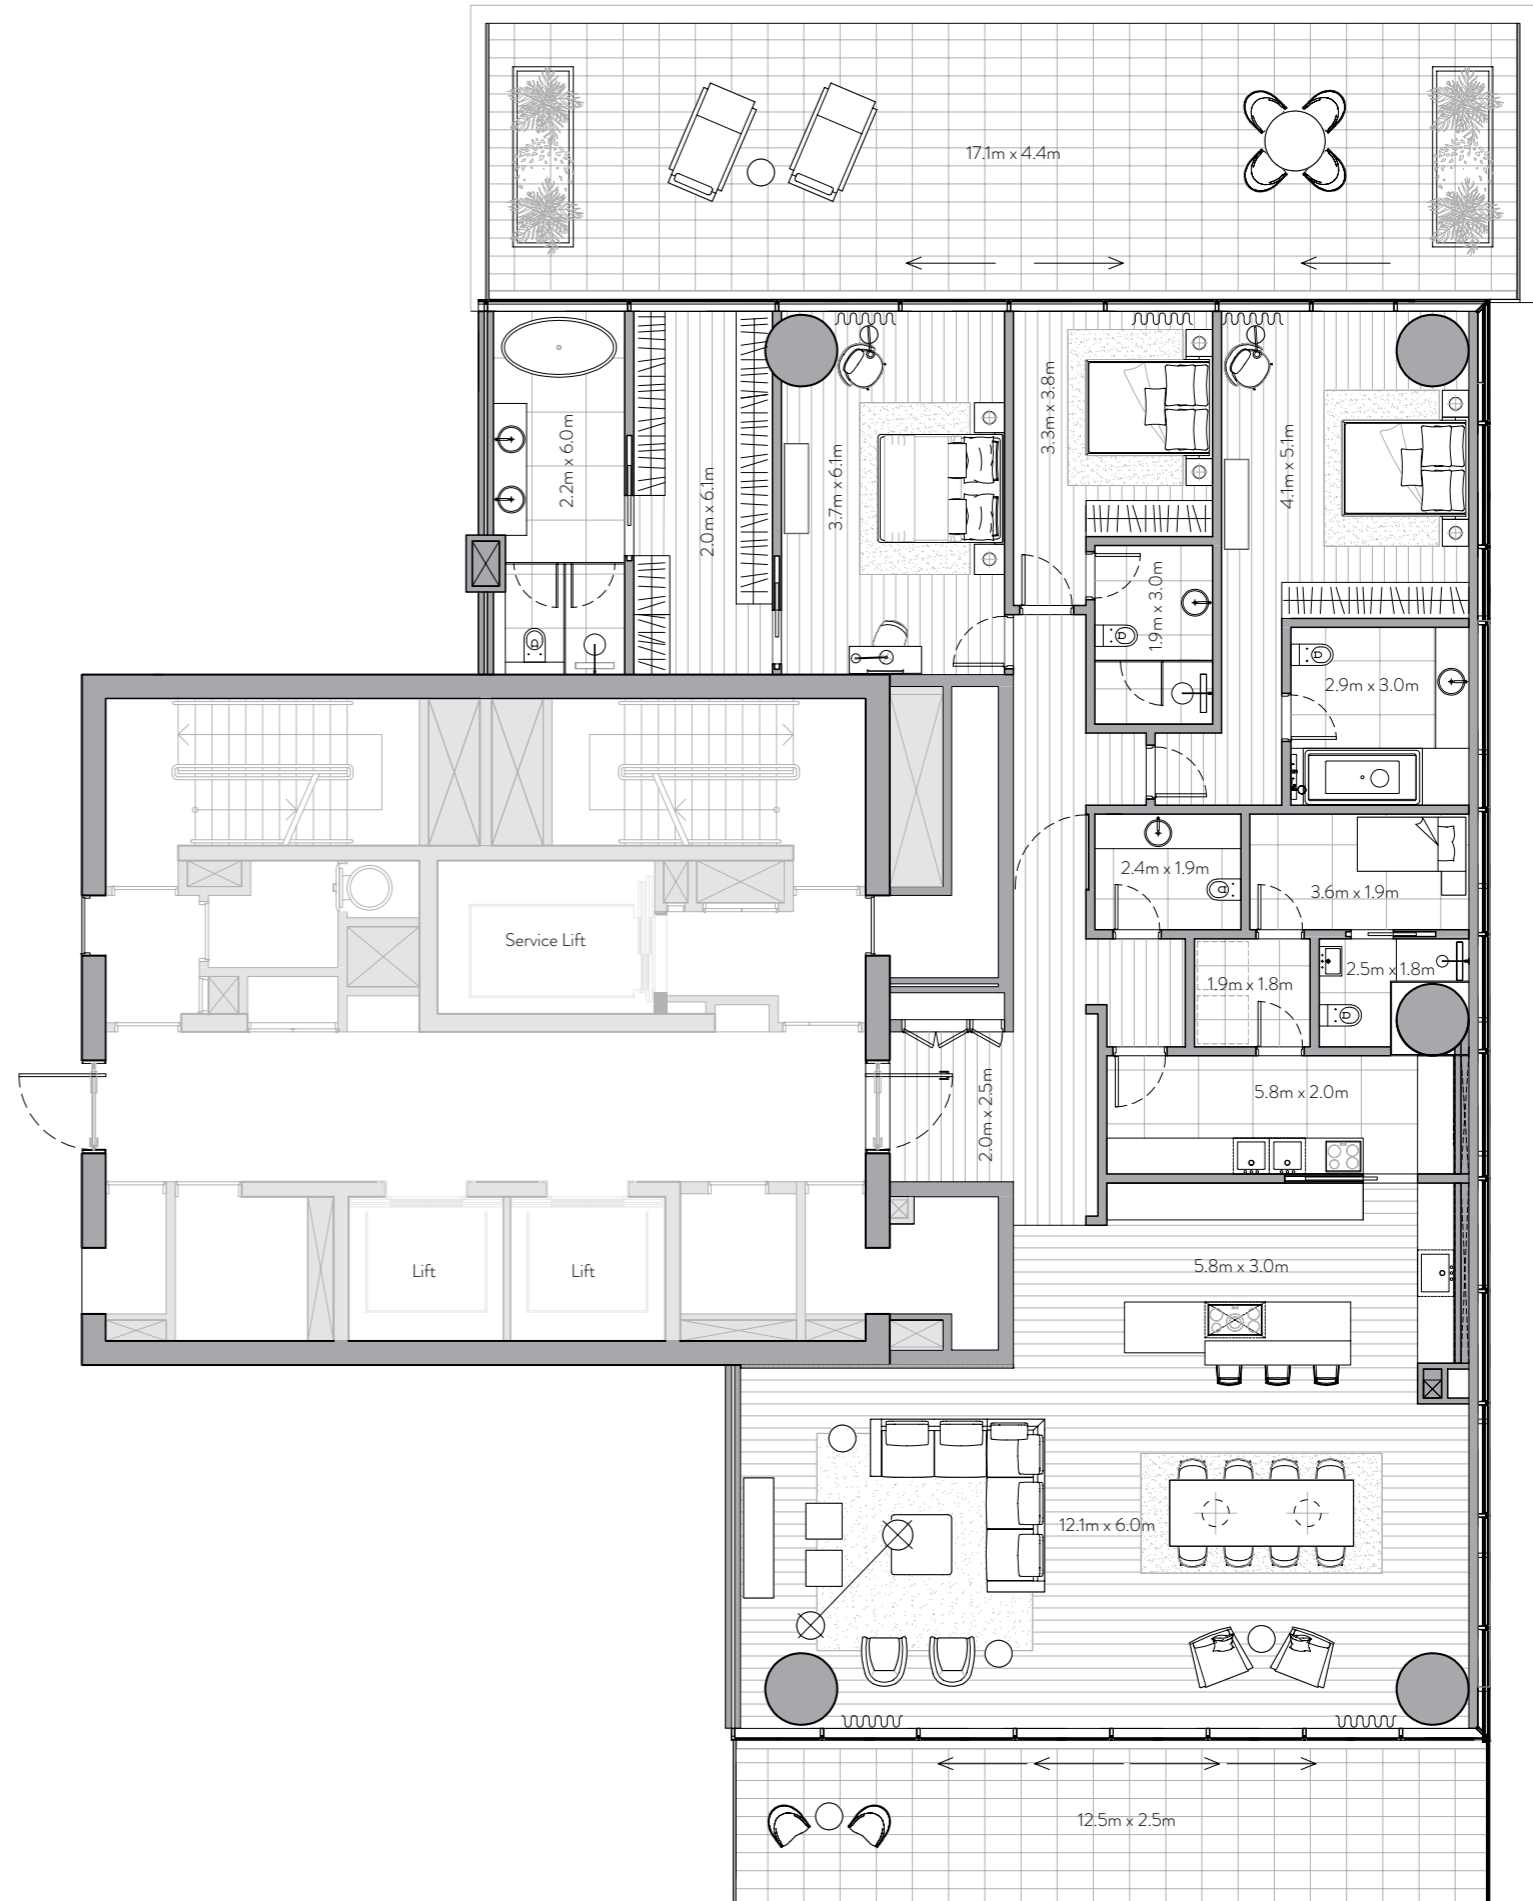 17.1m x 4.4m
2.2m x 6.0m
2.0m x 6.1m
3.7m x 6.1m
3.3m x 3.8m
4.1m x 5.1m
1.9m x 3.0m
2.9m x 3.0m
2.4m x 1.9m
3.6m x 1.9m
Service Lift
1.9m x 1.8m
2.5m x 1.8m
2.0m x 2.5m
5.8m x 2.0m
Lift
Lift
5.8m x 3.0m
12.1m x 6.0m
12.5m x 2.5m